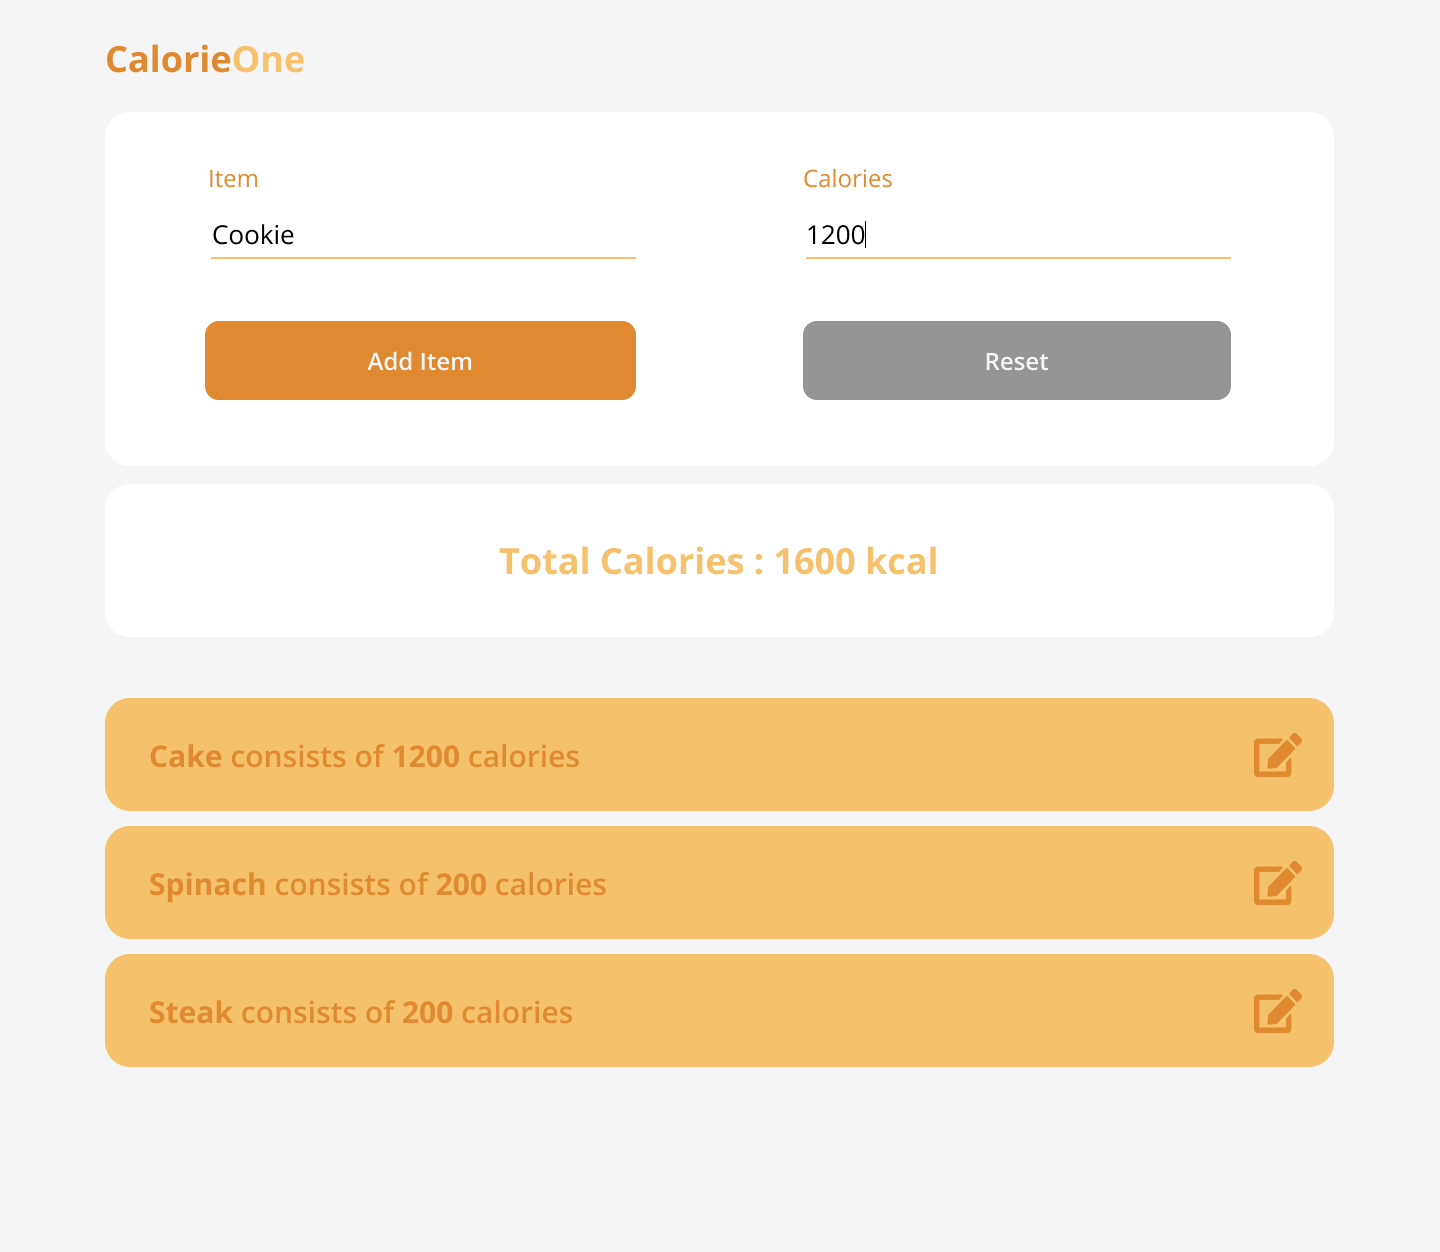 CalorieOne
Item
Calories
Cookie
1200
Add Item
Reset
Total Calories : 1600 kcal
Cake consists of 1200 calories
Spinach consists of 200 calories
Steak consists of 200 calories